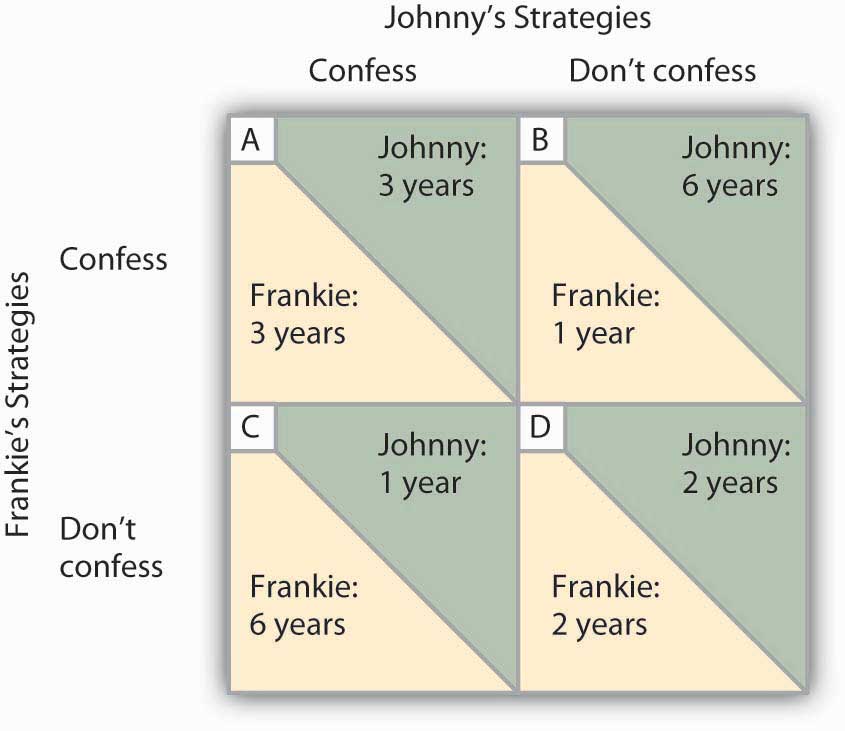 Johnny’s Strategies
Confess
Don’t confess
Frankie’s Strategies
Confess
A
Johnny:
3 years
Frankie:
3 years
B
Johnny:
6 years
Frankie:
1 year
Don’t
confess
C
Johnny:
1 year
Frankie:
6 years
D
Johnny:
2 years
Frankie:
2 years